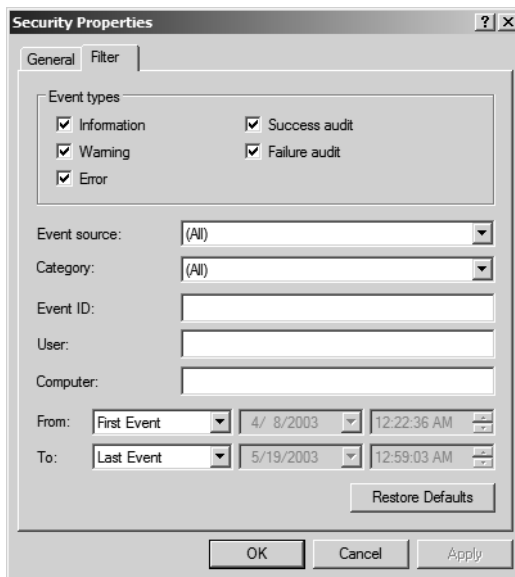 Security Properties
General Filter
Event types
Information Success audit
Warning Failure audit
Error
Event source: (All)
Category: (All)
Event ID:
User:
Computer:
From: First Event 4/ 8/2003 12:22:36 AM
To: Last Event 5/19/2003 12:59:03 AM
Restore Defaults
OK Cancel Apply